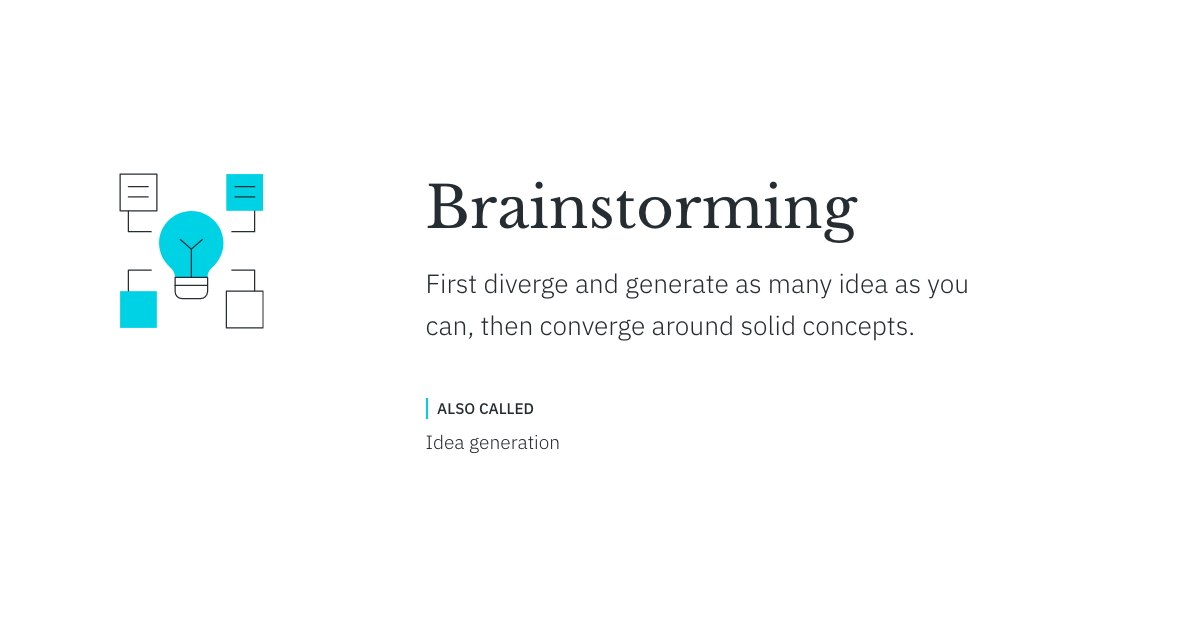 Brainstorming
First diverge and generate as many idea as you
can, then converge around solid concepts.
ALSO CALLED
Idea generation